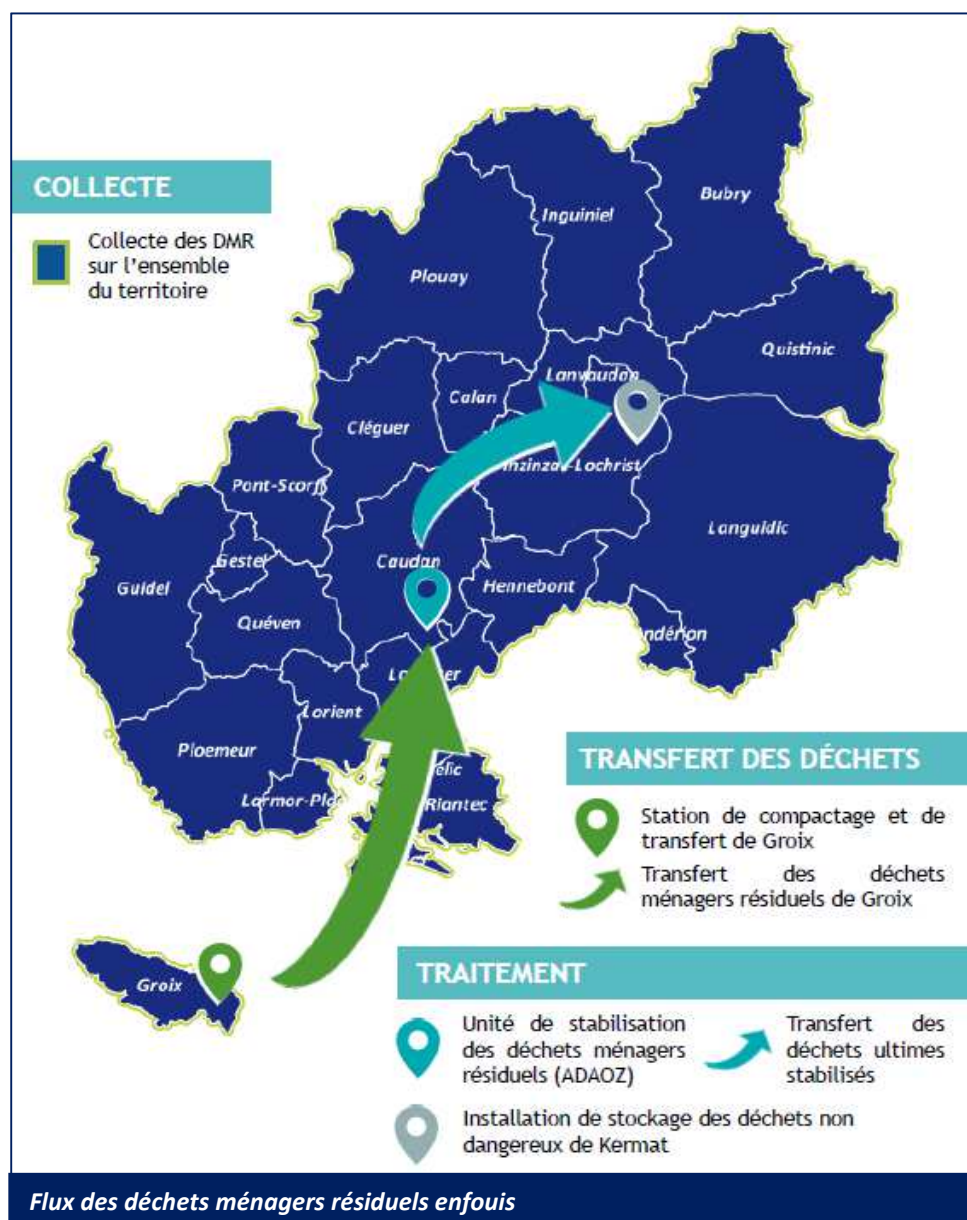 COLLECTE
Collecte des DMR
sur l'ensemble
du territoire
Bubry
Inguiniel
Plouay
Quistinic
Lanvaudan
Calan
Cléguer
Inzinzac-Lochrist
Pont-Scorff
Languidic
Caudan
Gestel
Hennebont
Guidel
Quéven
Lorient
Ploemeur
Riantec
Groix
TRANSFERT DES DÉCHETS
Station de compactage et de
transfert de Groix
Transfert des déchets
ménagers résiduels de Groix
TRAITEMENT
Unité de stabilisation
des déchets ménagers
résiduels (ADAOZ)
Transfert des
déchets ultimes
stabilisés
Installation de stockage des déchets non
dangereux de Kermat
Flux des déchets ménagers résiduels enfouis